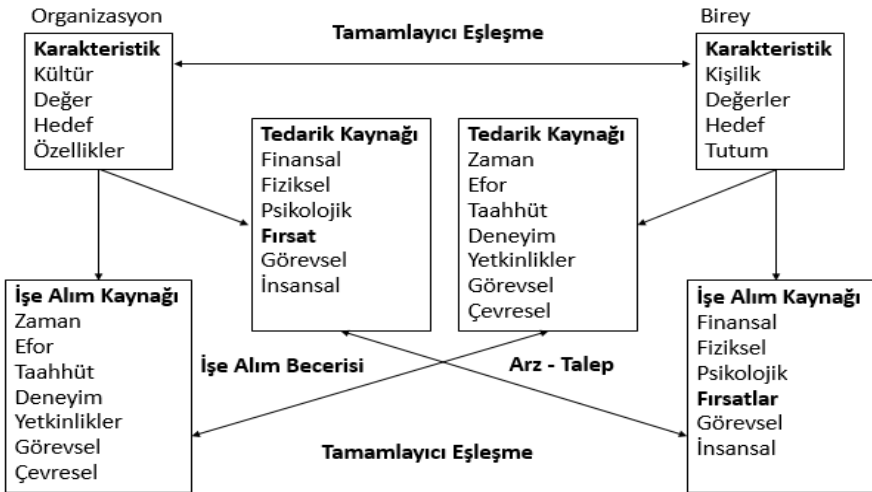 Organizasyon
Birey
Tamamlayıcı Eşleşme
Karakteristik
Kültür
Değer
Hedef
Özellikler
Karakteristik
Kişilik
Değerler
Hedef
Tutum
Tedarik Kaynağı
Finansal
Fiziksel
Psikolojik
Fırsat
Görevsel
İnsansal
Tedarik Kaynağı
Zaman
Efor
Taahhüt
Deneyim
Yetkinlikler
Görevsel
Çevresel
İşe Alım Kaynağı
Zaman
Efor
Taahhüt
Deneyim
Yetkinlikler
Görevsel
Çevresel
İşe Alım Becerisi
Arz - Talep
İşe Alım Kaynağı
Finansal
Fiziksel
Psikolojik
Fırsatlar
Görevsel
İnsansal
Tamamlayıcı Eşleşme